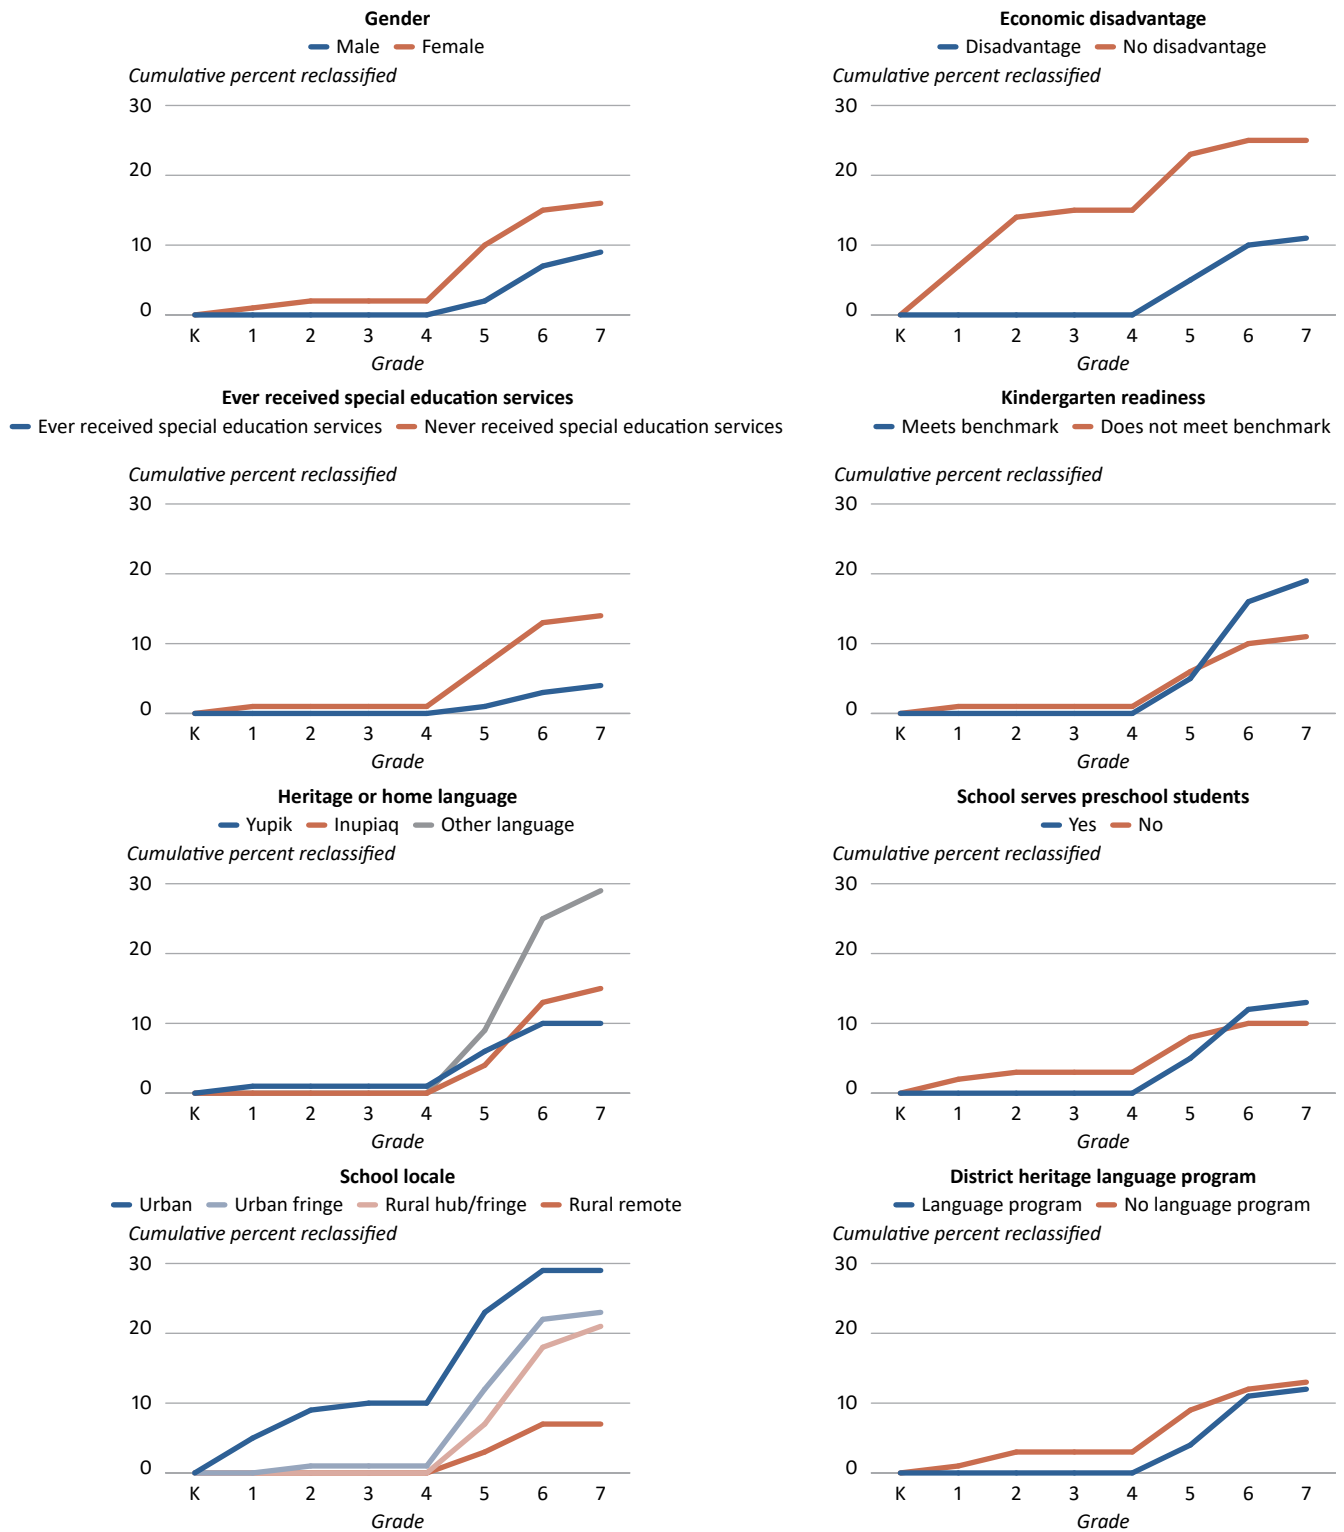 Gender
Male Female
Cumulative percent reclassified
30
20
10
0
K 1 2 3 4 5 6 7
Grade
Economic disadvantage
Disadvantage No disadvantage
Cumulative percent reclassified
30
20
10
0
K 1 2 3 4 5 6 7
Grade
Ever received special education services
Ever received special education services Never received special education services
Cumulative percent reclassified
30
20
10
0
K 1 2 3 4 5 6 7
Grade
Kindergarten readiness
Meets benchmark Does not meet benchmark
Cumulative percent reclassified
30
20
10
0
K 1 2 3 4 5 6 7
Grade
Heritage or home language
Yupik Inupiaq Other language
Cumulative percent reclassified
30
20
10
0
K 1 2 3 4 5 6 7
Grade
School serves preschool students
Yes No
Cumulative percent reclassified
30
20
10
0
K 1 2 3 4 5 6 7
Grade
School locale
Urban Urban fringe Rural hub/fringe Rural remote
Cumulative percent reclassified
30
20
10
0
K 1 2 3 4 5 6 7
Grade
District heritage language program
Language program No language program
Cumulative percent reclassified
30
20
10
0
K 1 2 3 4 5 6 7
Grade